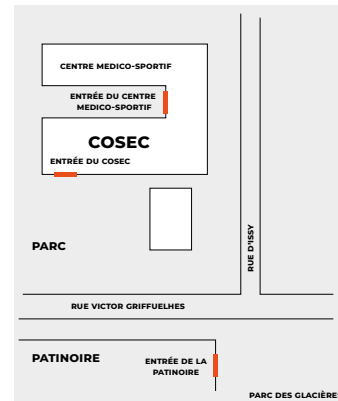 CENTRE MEDICO-SPORTIF
ENTRÉE DU CENTRE
MEDICO-SPORTIF
COSEC
ENTRÉE DU COSEC
PARC
RUE D'ISSY
RUE VICTOR GRIFFUELHES
PATINOIRE
ENTRÉE DE LA
PATINOIRE
PARC DES GLACIÈRES